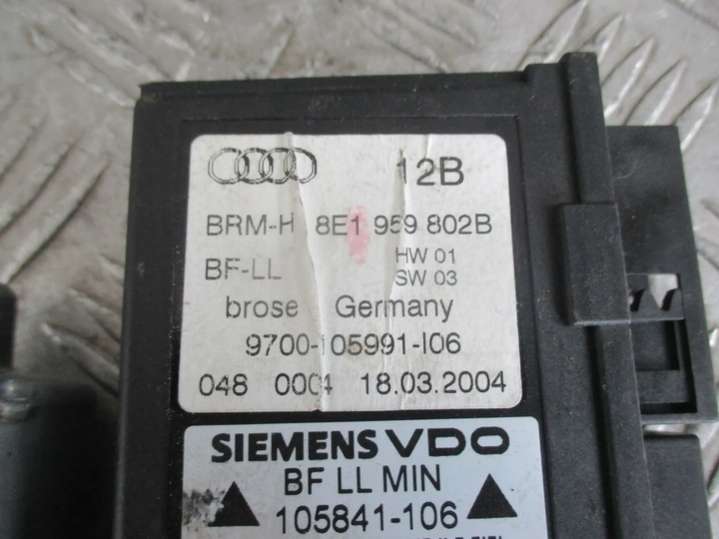 12B
BRM-H 8E1 959 802B
BF-LL HW 01
SW 03
brose Germany
9700-105991-I06
048 0004 18.03.2004
SIEMENS VDO
BF LL MIN
105841-106